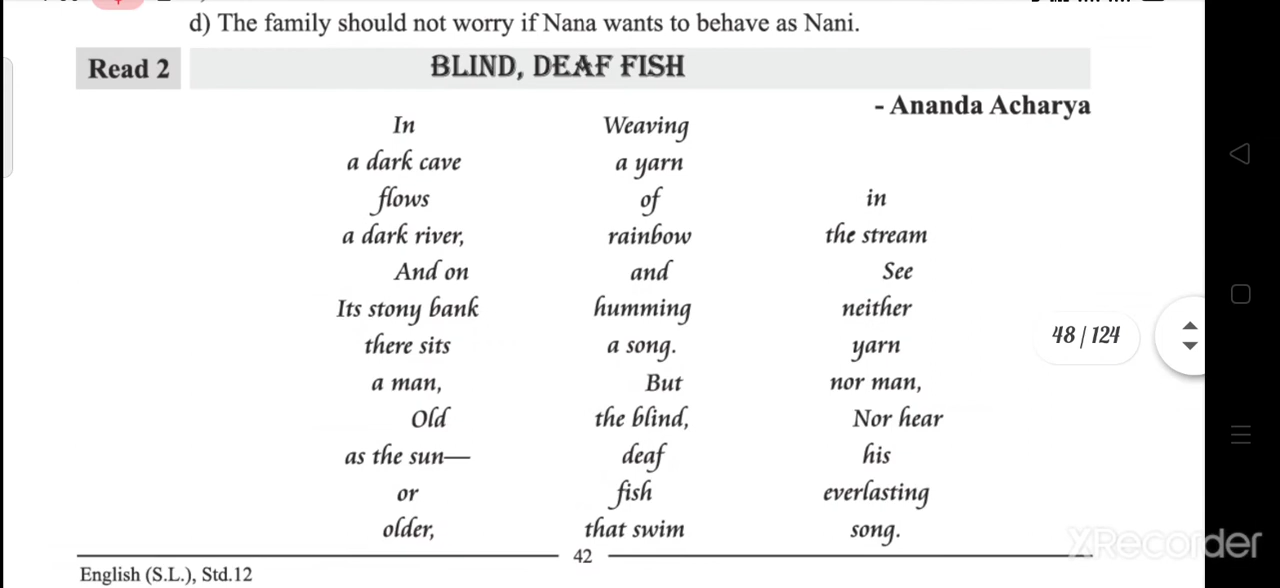 d) The family should not worry if Nana wants to behave as Nani.
Read 2
BLIND, DEAF FISH
- Ananda Acharya
In
a dark cave
flows
a dark river,
And on
Its stony bank
there sits
a man,
Old
as the sun—
or
older,
Weaving
a yarn
of
rainbow
and
humming
a song.
But
the blind,
deaf
fish
that swim
in
the stream
See
neither
yarn
nor man,
Nor hear
his
everlasting
song.
48 / 124
42
English (S.L.), Std.12
XRecorder